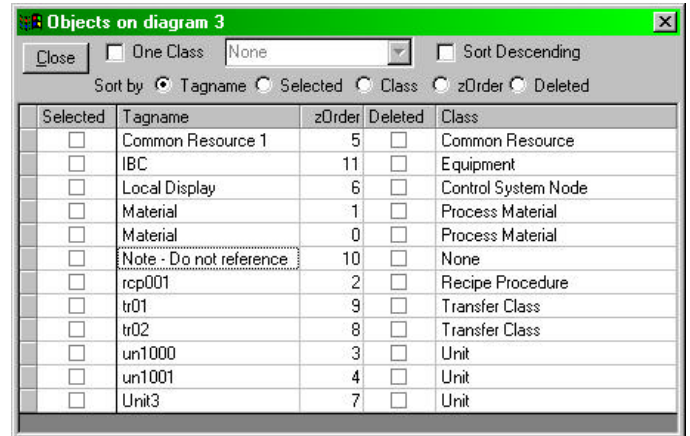 Objects on diagram 3
Close One Class None Sort Descending
Sort by Tagname Selected Class zOrder Deleted
Selected Tagname zOrder Deleted Class
Common Resource 1 5 Common Resource
IBC 11 Equipment
Local Display 6 Control System Node
Material 1 Process Material
Material 0 Process Material
Note - Do not reference 10 None
rcp001 2 Recipe Procedure
tr01 9 Transfer Class
tr02 8 Transfer Class
un1000 3 Unit
un1001 4 Unit
Unit3 7 Unit